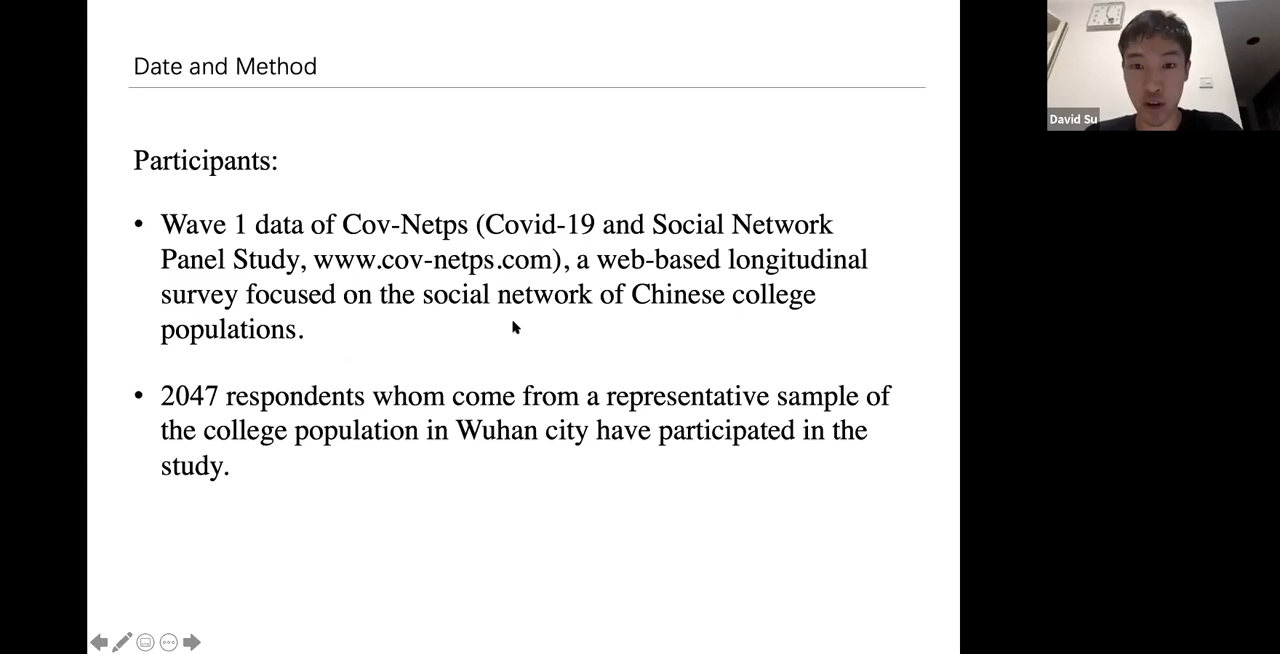 Date and Method
Participants:
• Wave 1 data of Cov-Netps (Covid-19 and Social Network
Panel Study, www.cov-netps.com), a web-based longitudinal
survey focused on the social network of Chinese college
populations.
• 2047 respondents whom come from a representative sample of
the college population in Wuhan city have participated in the
study.
David Su